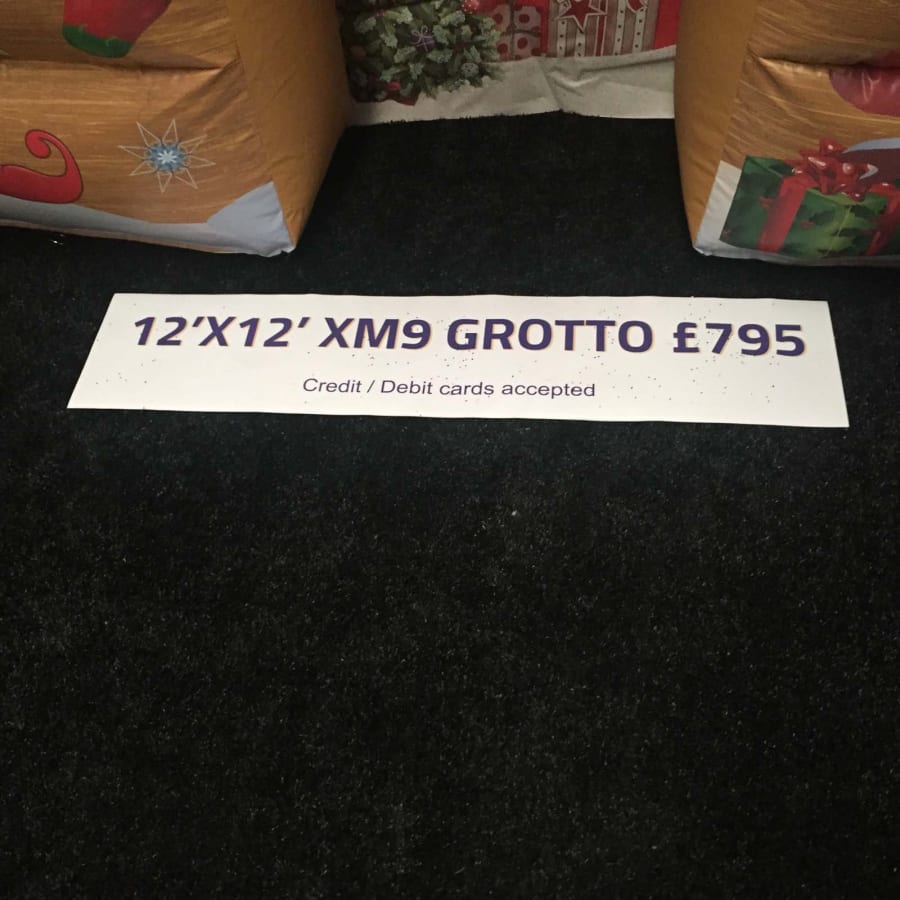 12’X12’ XM9 GROTTO £795
Credit / Debit cards accepted